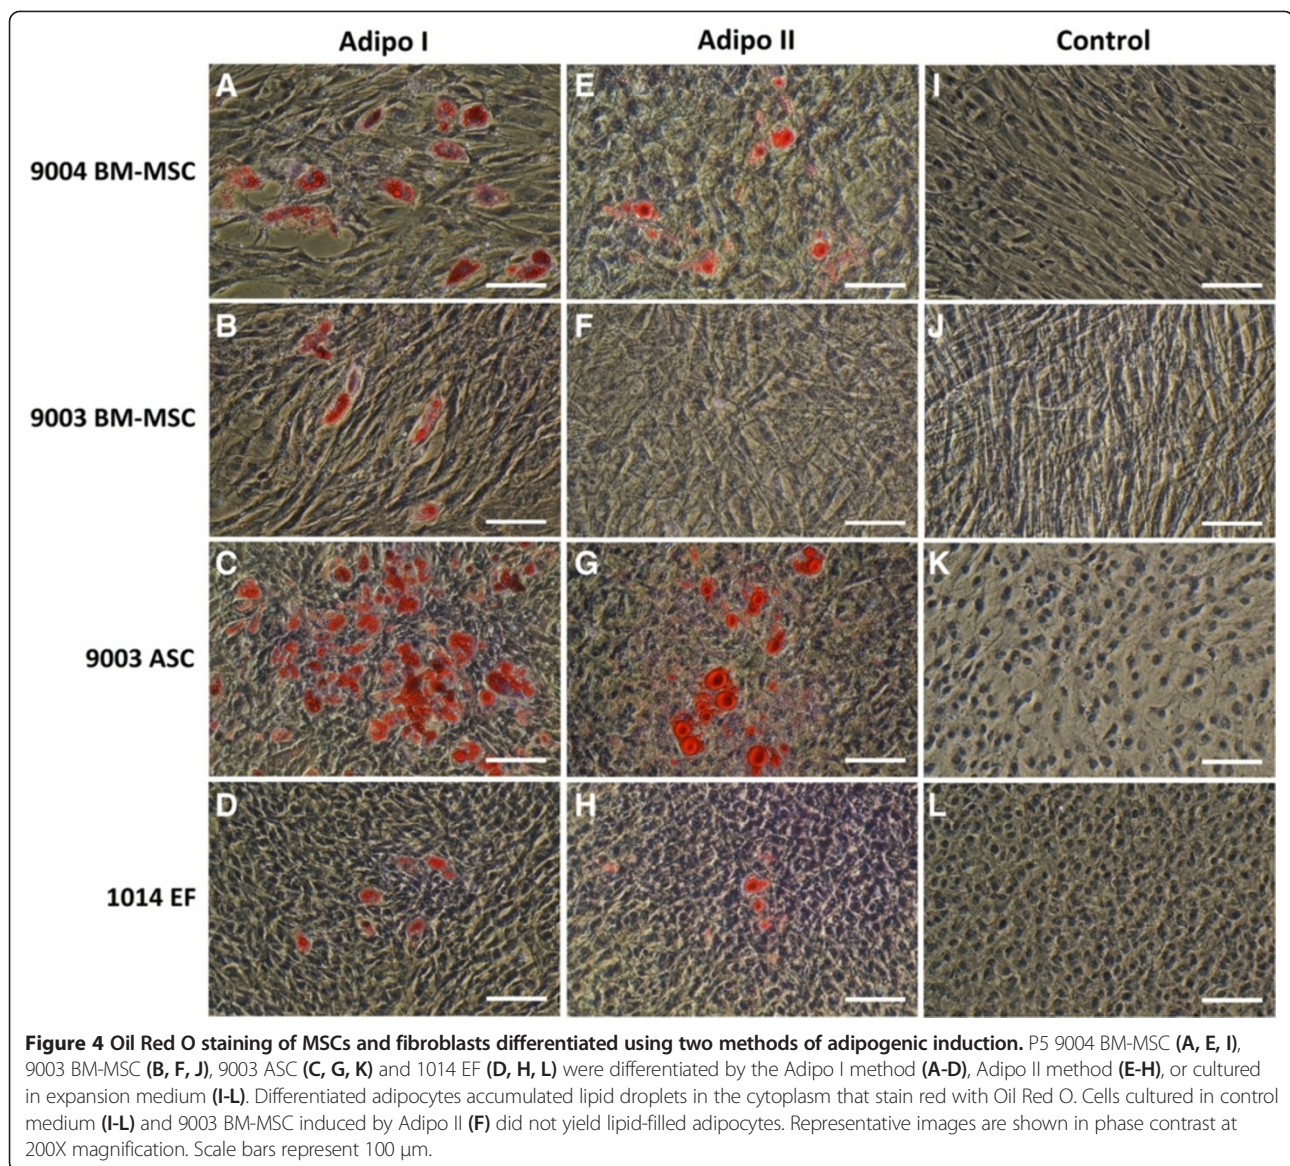 Adipo I Adipo II Control
A E I
9004 BM-MSC
B F J
9003 BM-MSC
C G K
9003 ASC
D H L
1014 EF
Figure 4 Oil Red O staining of MSCs and fibroblasts differentiated using two methods of adipogenic induction. P5 9004 BM-MSC (A, E, I),
9003 BM-MSC (B, F, J), 9003 ASC (C, G, K) and 1014 EF (D, H, L) were differentiated by the Adipo I method (A-D), Adipo II method (E-H), or cultured
in expansion medium (I-L). Differentiated adipocytes accumulated lipid droplets in the cytoplasm that stain red with Oil Red O. Cells cultured in control
medium (I-L) and 9003 BM-MSC induced by Adipo II (F) did not yield lipid-filled adipocytes. Representative images are shown in phase contrast at
200X magnification. Scale bars represent 100 μm.